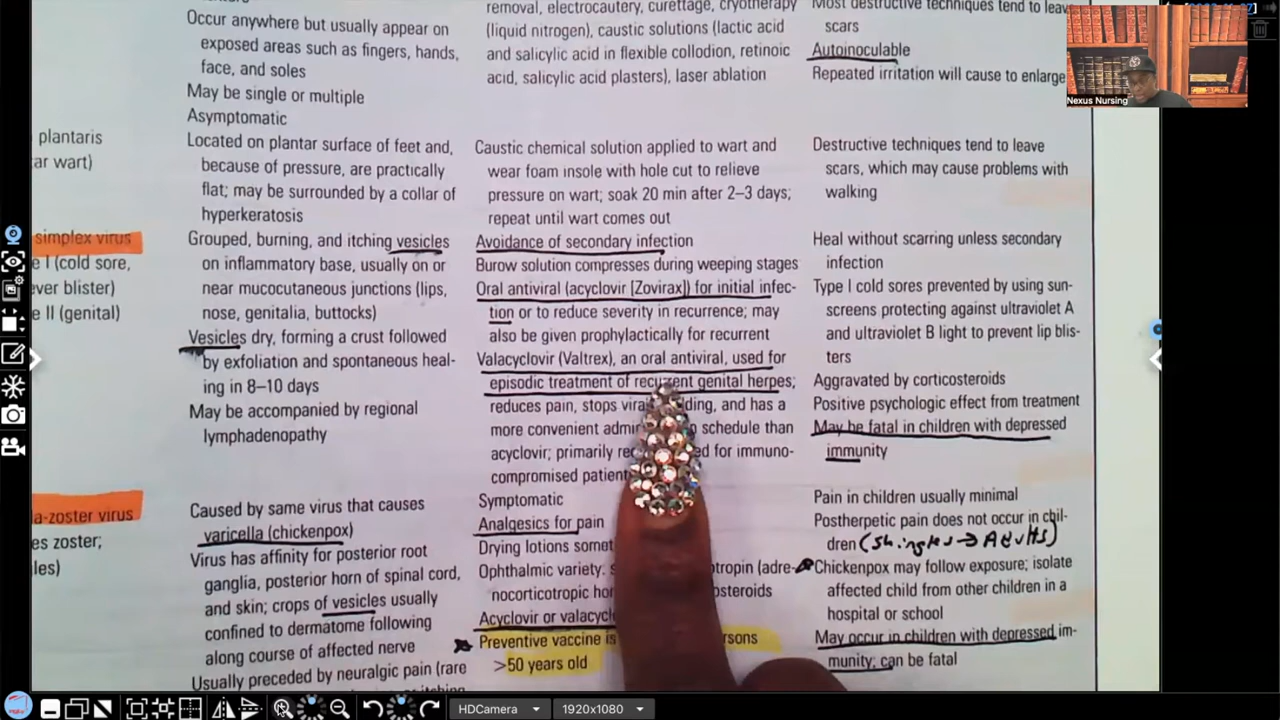 Occur anywhere but usually appear on
exposed areas such as fingers, hands,
face, and soles
May be single or multiple
Asymptomatic
plantaris
ar wart)
Located on plantar surface of feet and,
because of pressure, are practically
flat; may be surrounded by a collar of
hyperkeratosis
simplex virus
e I (cold sore,
ever blister)
e II (genital)
Grouped, burning, and itching vesicles
on inflammatory base, usually on or
near mucocutaneous junctions (lips,
nose, genitalia, buttocks)
Vesicles dry, forming a crust followed
by exfoliation and spontaneous heal-
ing in 8–10 days
May be accompanied by regional
lymphadenopathy
a-zoster virus
es zoster;
les)
Caused by same virus that causes
varicella (chickenpox)
Virus has affinity for posterior root
ganglia, posterior horn of spinal cord,
and skin; crops of vesicles usually
confined to dermatome following
along course of affected nerve
Usually preceded by neuralgic pain (rare
removal, electrocautery, curettage, cryotherapy
(liquid nitrogen), caustic solutions (lactic acid
and salicylic acid in flexible collodion, retinoic
acid, salicylic acid plasters), laser ablation
Caustic chemical solution applied to wart and
wear foam insole with hole cut to relieve
pressure on wart; soak 20 min after 2–3 days;
repeat until wart comes out
Avoidance of secondary infection
Burow solution compresses during weeping stages
Oral antiviral (acyclovir [Zovirax]) for initial infec-
tion or to reduce severity in recurrence; may
also be given prophylactically for recurrent
Valacyclovir (Valtrex), an oral antiviral, used for
episodic treatment of recurrent genital herpes;
reduces pain, stops viral ding, and has a
more convenient admin schedule than
acyclovir; primarily rec ed for immuno-
compromised patient
Symptomatic
Analgesics for pain
Drying lotions somet
Ophthalmic variety: s otropin (adre-
nocorticotropic hor osteroids
Acyclovir or valacycl
Preventive vaccine is rsons
>50 years old
Most destructive techniques tend to leave
scars
Autoinoculable
Repeated irritation will cause to enlarge
Destructive techniques tend to leave
scars, which may cause problems with
walking
Heal without scarring unless secondary
infection
Type I cold sores prevented by using sun-
screens protecting against ultraviolet A
and ultraviolet B light to prevent lip blis-
ters
Aggravated by corticosteroids
Positive psychologic effect from treatment
May be fatal in children with depressed
immunity
Pain in children usually minimal
Postherpetic pain does not occur in chil-
dren (shingles → Adults)
Chickenpox may follow exposure; isolate
affected child from other children in a
hospital or school
May occur in children with depressed im-
munity; can be fatal
Nexus Nursing
HDCamera
1920x1080